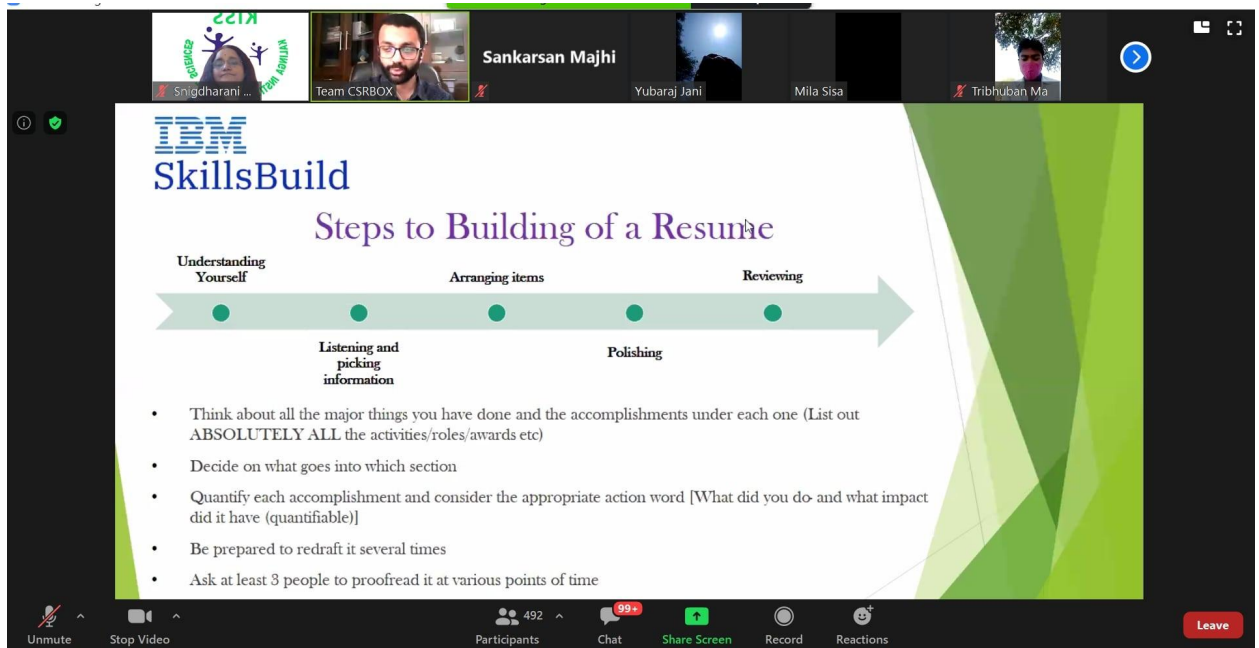 KISS
SCIENCES
KALINGA INSTI
Snigdharani ...
Team CSRBOX
Sankarsan Majhi
Yubaraj Jani
Mila Sisa
Tribhuban Ma
IBM
SkillsBuild
Steps to Building of a Resume
Understanding
Yourself
Arranging items
Reviewing
Listening and
picking
information
Polishing
• Think about all the major things you have done and the accomplishments under each one (List out
ABSOLUTELY ALL the activities/roles/awards etc)
• Decide on what goes into which section
• Quantify each accomplishment and consider the appropriate action word [What did you do- and what impact
did it have (quantifiable)]
• Be prepared to redraft it several times
• Ask at least 3 people to proofread it at various points of time
492
99+
Unmute
Stop Video
Participants
Chat
Share Screen
Record
Reactions
Leave